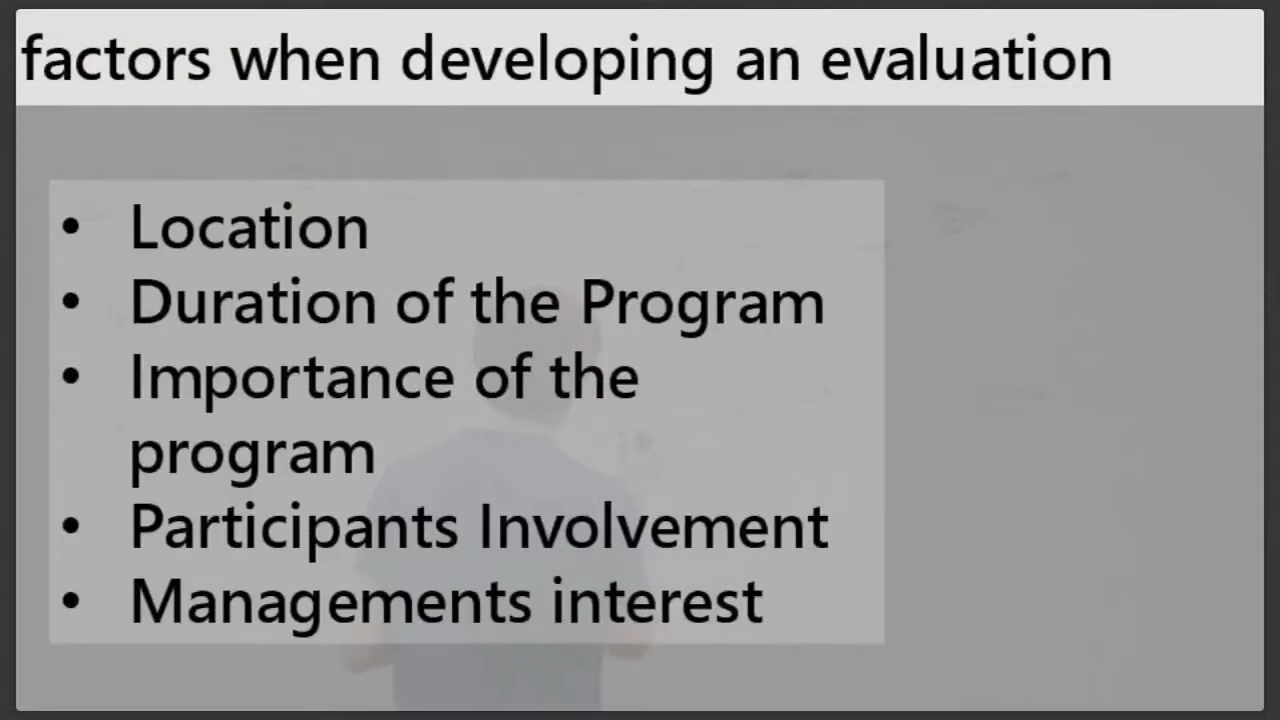 factors when developing an evaluation
• Location
• Duration of the Program
• Importance of the
program
• Participants Involvement
• Managements interest